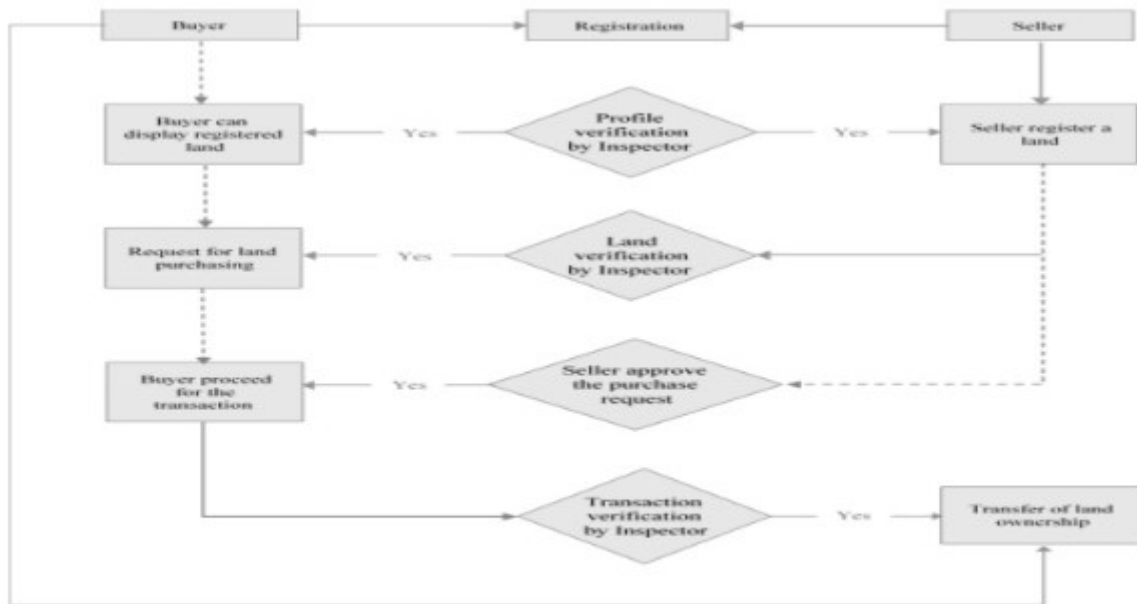 Buyer
Registration
Seller
Buyer can
display registered
land
Yes
Profile
verification
by Inspector
Yes
Seller register a
land
Request for land
purchasing
Yes
Land
verification
by Inspector
Buyer proceed
for the
transaction
Yes
Seller approve
the purchase
request
Transaction
verification
by Inspector
Yes
Transfer of land
ownership